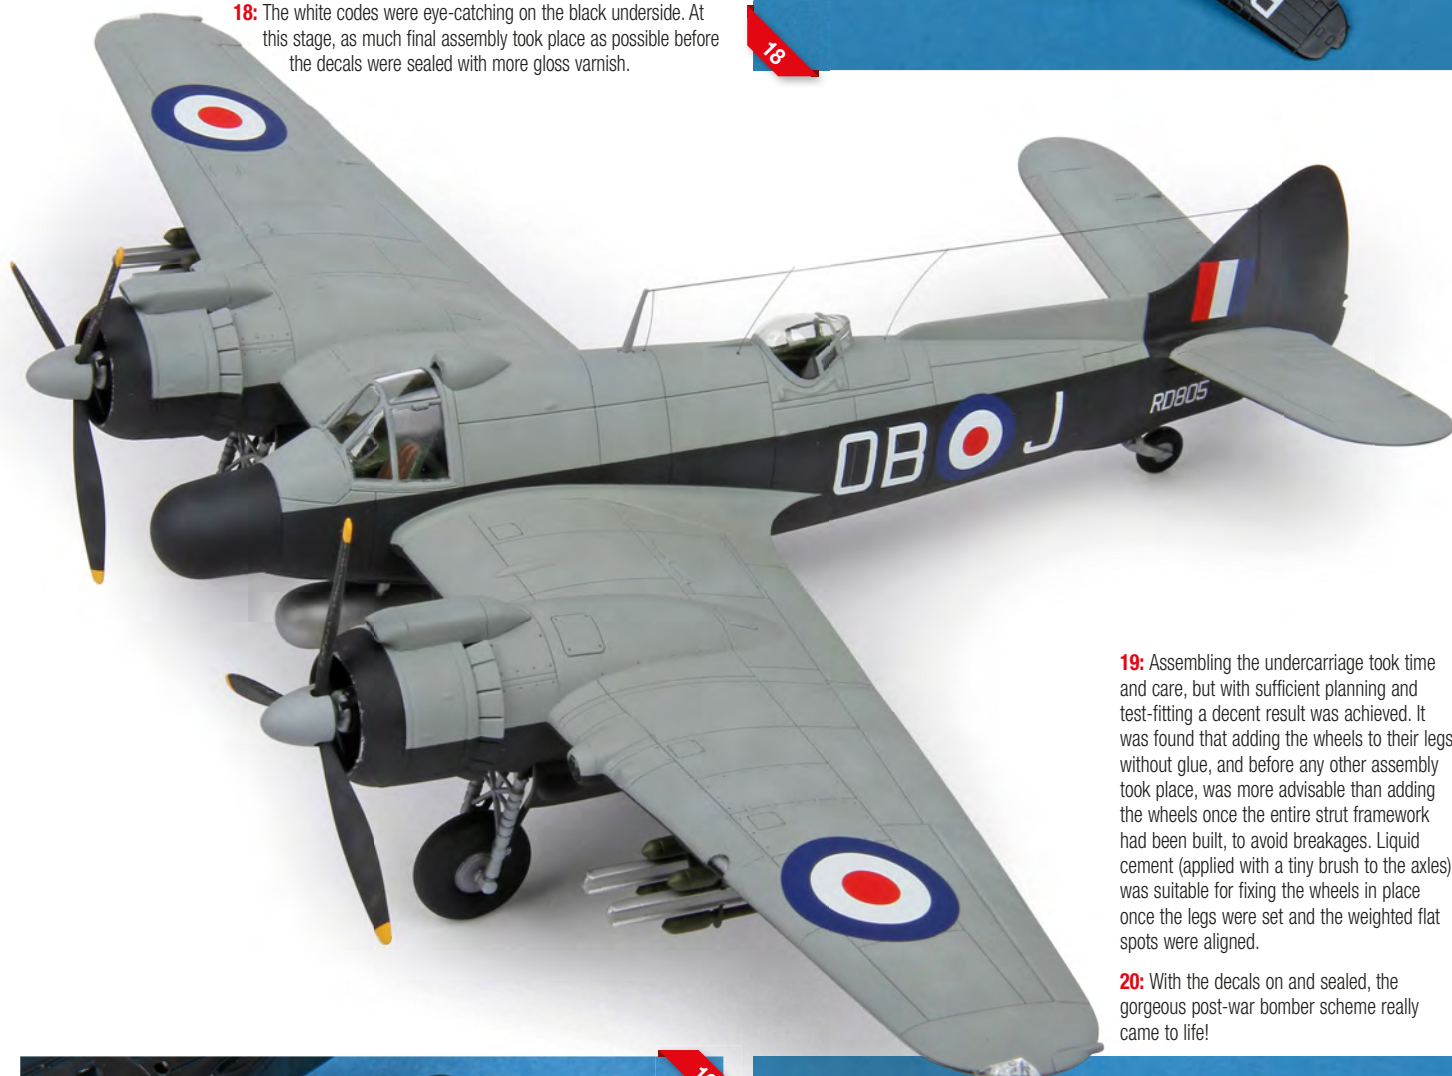 18: The white codes were eye-catching on the black underside. At
this stage, as much final assembly took place as possible before
the decals were sealed with more gloss varnish.
18
OB J
RD805
19: Assembling the undercarriage took time
and care, but with sufficient planning and
test-fitting a decent result was achieved. It
was found that adding the wheels to their legs
without glue, and before any other assembly
took place, was more advisable than adding
the wheels once the entire strut framework
had been built, to avoid breakages. Liquid
cement (applied with a tiny brush to the axles)
was suitable for fixing the wheels in place
once the legs were set and the weighted flat
spots were aligned.
20: With the decals on and sealed, the
gorgeous post-war bomber scheme really
came to life!